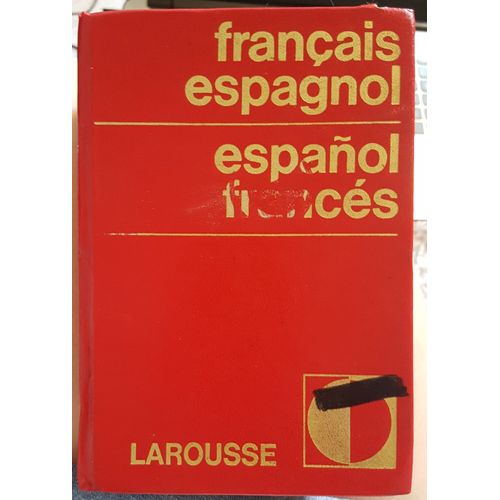 français
espagnol
español
francés
LAROUSSE